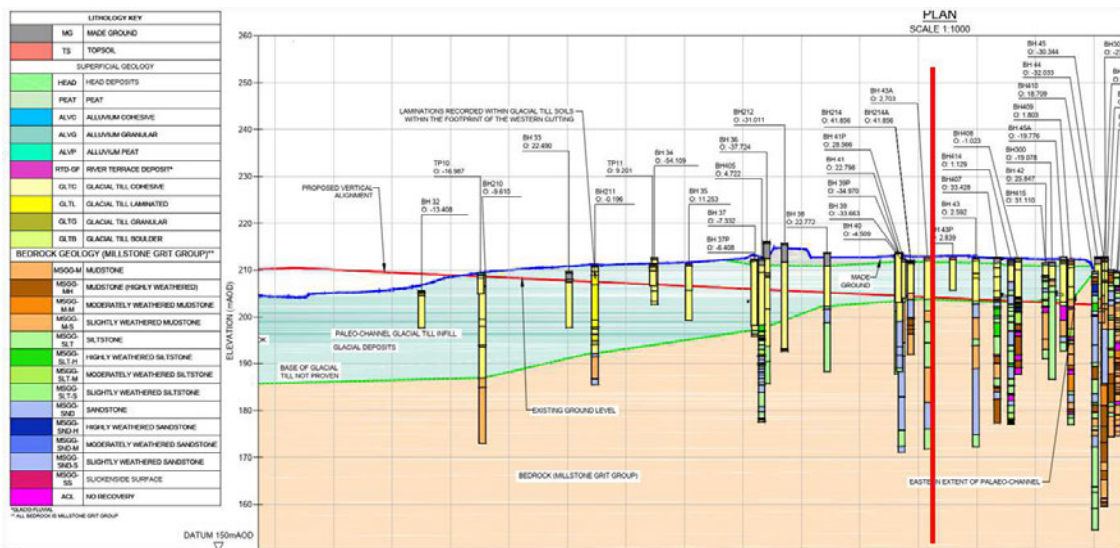 LITHOLOGY KEY
MG MADE GROUND
TS TOPSOIL
SUPERFICIAL GEOLOGY
HEAD HEAD DEPOSITS
PEAT PEAT
ALVC ALLUVIUM COHESIVE
ALVG ALLUVIUM GRANULAR
ALVP ALLUVIUM PEAT
RTD-GF RIVER TERRACE DEPOSIT*
GLTC GLACIAL TILL COHESIVE
GLTL GLACIAL TILL LAMINATED
GLTG GLACIAL TILL GRANULAR
GLTB GLACIAL TILL BOULDER
BEDROCK GEOLOGY (MILLSTONE GRIT GROUP)**
MSGG-M MUDSTONE
MSGG-MH MUDSTONE (HIGHLY WEATHERED)
MSGG-M-M MODERATELY WEATHERED MUDSTONE
MSGG-M-S SLIGHTLY WEATHERED MUDSTONE
MSGG-SLT SILTSTONE
MSGG-SLT-H HIGHLY WEATHERED SILTSTONE
MSGG-SLT-M MODERATELY WEATHERED SILTSTONE
MSGG-SLT-S SLIGHTLY WEATHERED SILTSTONE
MSGG-SND SANDSTONE
MSGG-SND-H HIGHLY WEATHERED SANDSTONE
MSGG-SND-M MODERATELY WEATHERED SANDSTONE
MSGG-SND-S SLIGHTLY WEATHERED SANDSTONE
MSGG-SS SLICKENSIDE SURFACE
ACL NO RECOVERY
*GLACIO-FLUVIAL
** ALL BEDROCK IS MILLSTONE GRIT GROUP
PLAN
SCALE 1:1000
ELEVATION (mAOD)
260
250
240
230
220
210
200
190
180
170
160
DATUM 150mAOD
PROPOSED VERTICAL
ALIGNMENT
LAMINATIONS RECORDED WITHIN GLACIAL TILL SOILS
WITHIN THE FOOTPRINT OF THE WESTERN CUTTING
BH 32
O: -13.408
TP10
O: -16.967
BH210
O: -9.610
BH 33
O: 22.490
BH211
O: -0.196
TP11
O: 9.201
BH 34
O: -54.109
BH 35
O: 11.253
BH212
O: -31.011
BH 36
O: -37.724
BH405
O: 4.722
BH 37
O: -7.332
BH 37P
O: -6.408
BH 38
O: 22.772
BH214
O: 41.856
BH 43A
O: 2.703
BH214A
O: 41.856
BH 41P
O: 28.566
BH 41
O: 22.798
BH 39P
O: -34.970
BH 39
O: -33.663
BH 40
O: -4.509
BH 43P
2.839
BH 43
O: 2.592
BH408
O: -1.023
BH414
O: 1.129
BH407
O: 33.428
BH 45
O: -30.344
BH 44
O: -32.033
BH410
O: 18.709
BH409
O: 1.803
BH 45A
O: -19.776
BH300
O: -19.078
BH 42
O: 25.847
BH415
O: 31.110
MADE
GROUND
PALEO-CHANNEL GLACIAL TILL INFILL
GLACIAL DEPOSITS
BASE OF GLACIAL
TILL NOT PROVEN
EXISTING GROUND LEVEL
BEDROCK (MILLSTONE GRIT GROUP)
EASTERN EXTENT OF PALAEO-CHANNEL